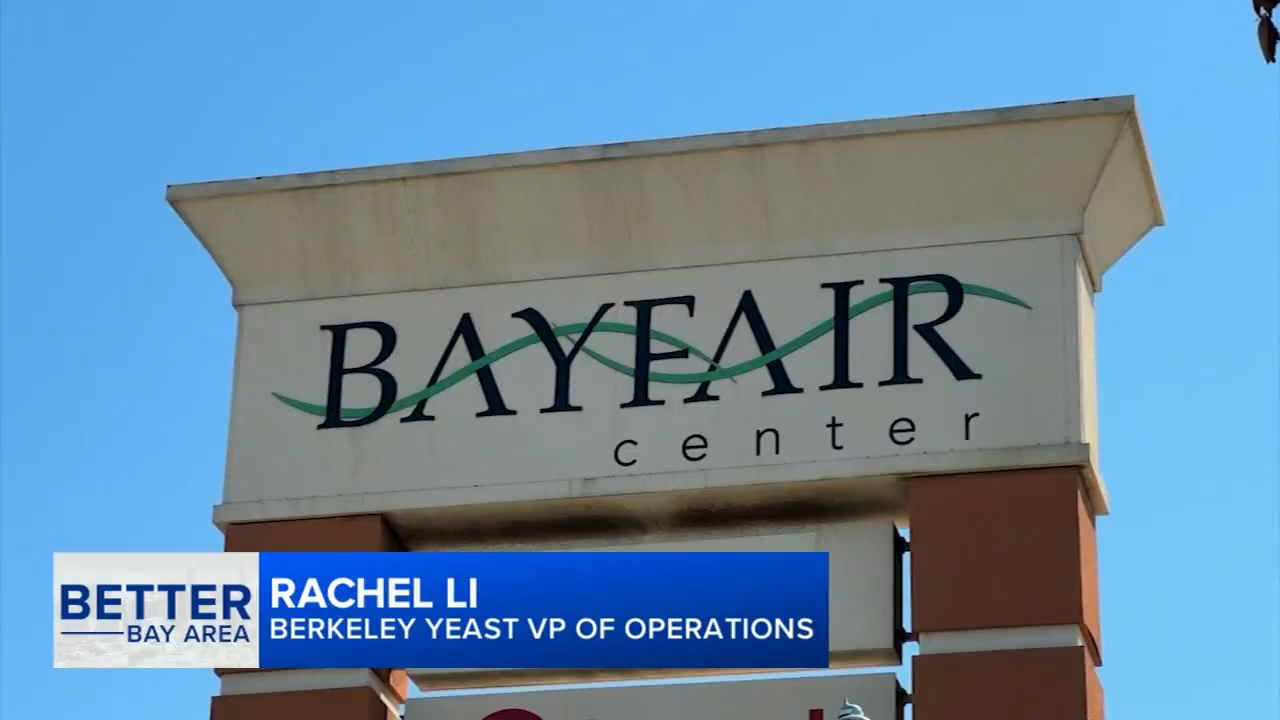 BAYFAIR
center
BETTER
BAY AREA
RACHEL LI
BERKELEY YEAST VP OF OPERATIONS